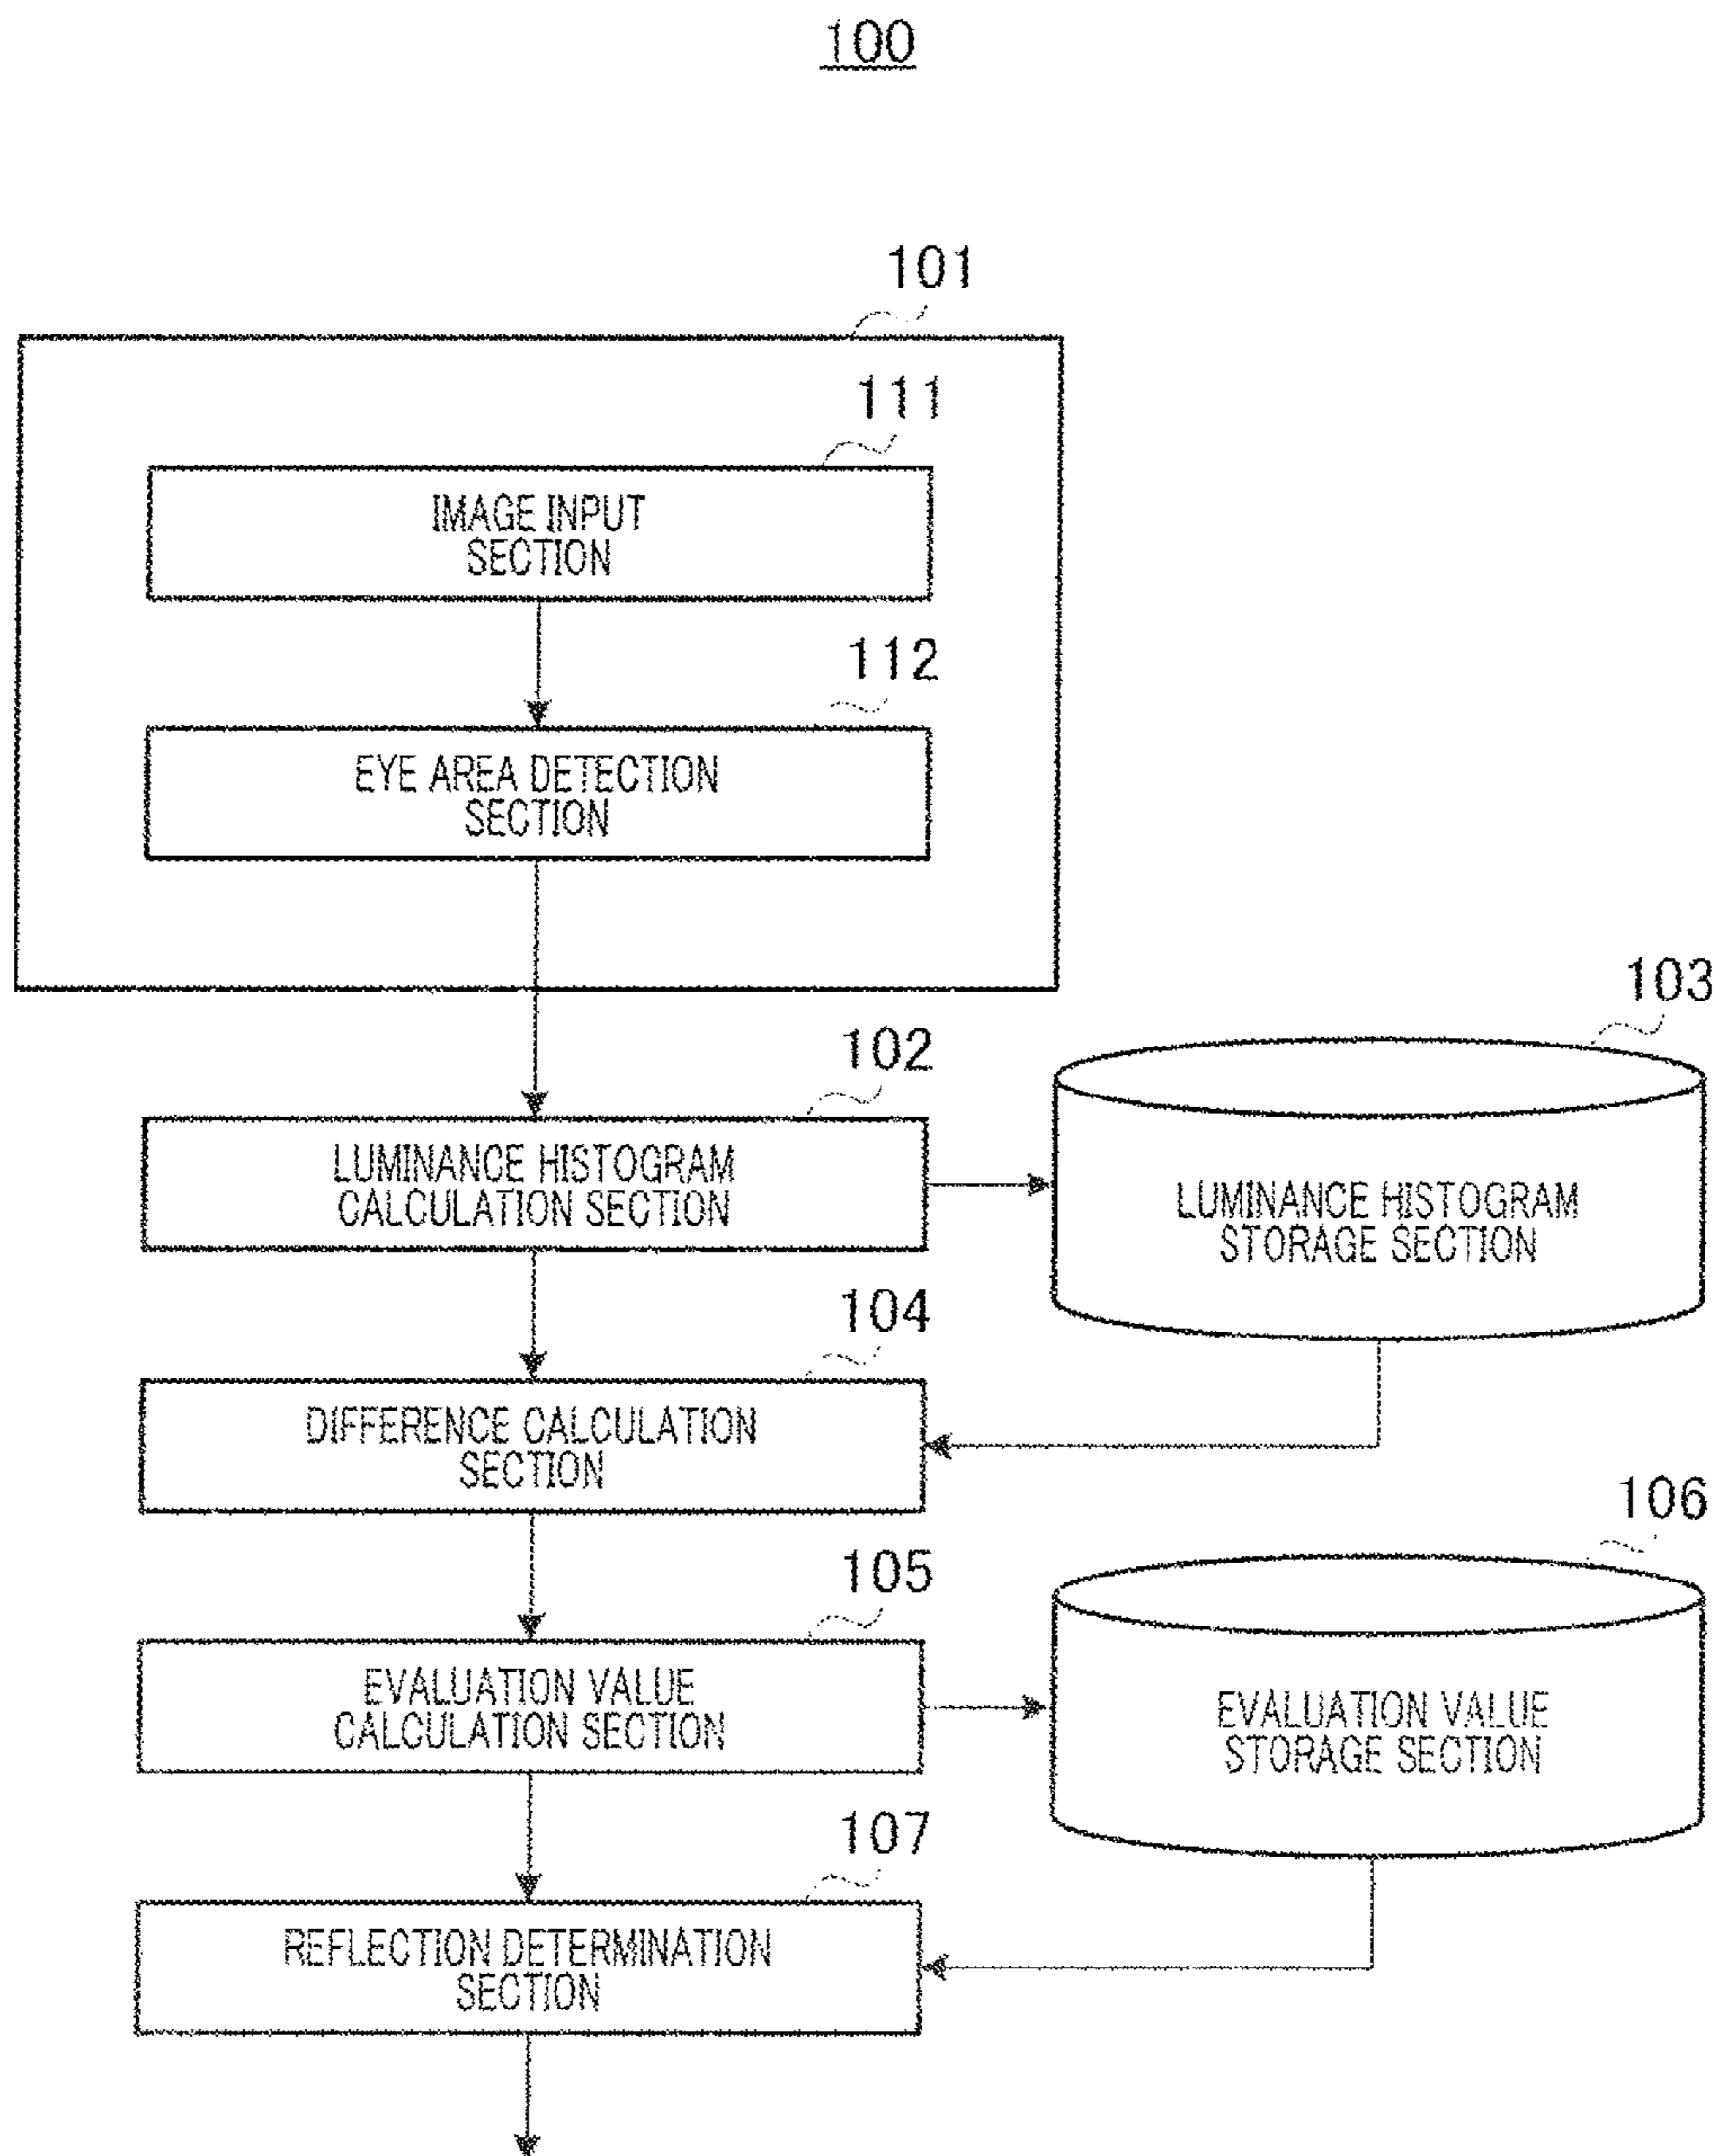 100
101
111
IMAGE INPUT
SECTION
112
EYE AREA DETECTION
SECTION
103
102
LUMINANCE HISTOGRAM
CALCULATION SECTION
LUMINANCE HISTOGRAM
STORAGE SECTION
104
DIFFERENCE CALCULATION
SECTION
106
105
EVALUATION VALUE
CALCULATION SECTION
EVALUATION VALUE
STORAGE SECTION
107
REFLECTION DETERMINATION
SECTION